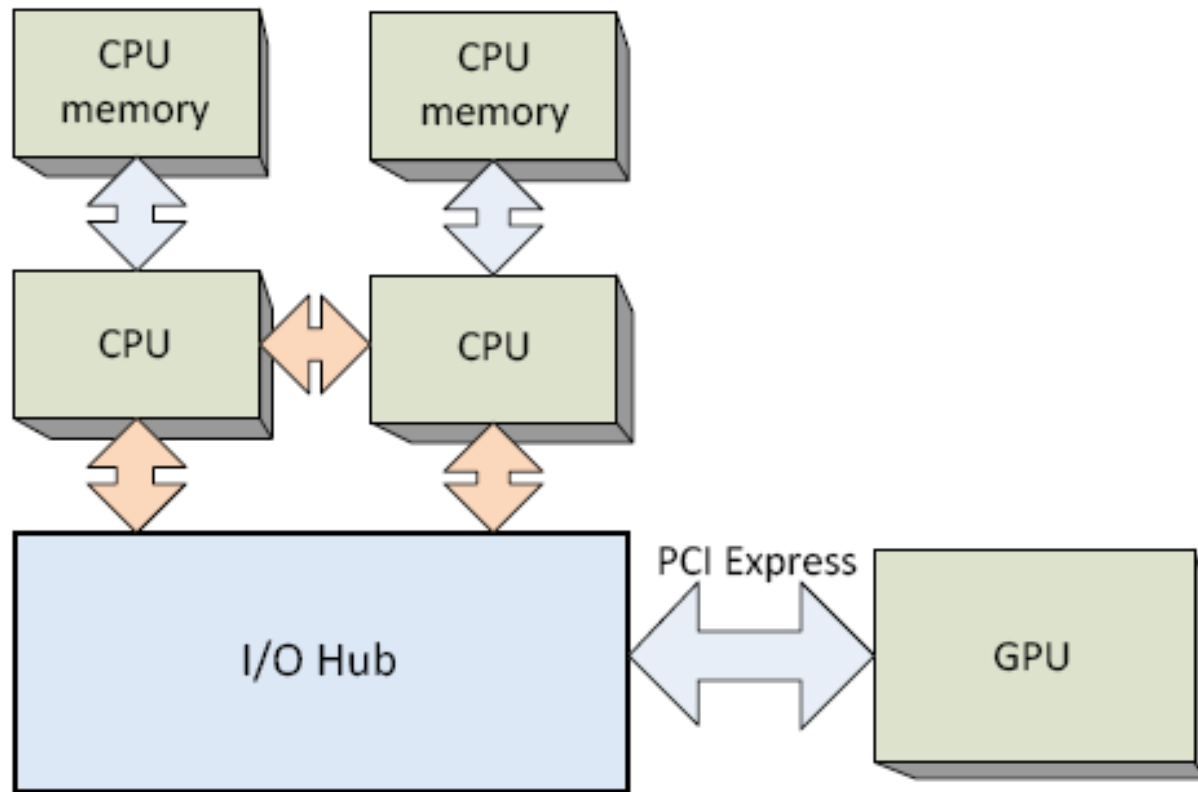 CPU
memory
CPU
memory
CPU
CPU
PCI Express
I/O Hub
GPU